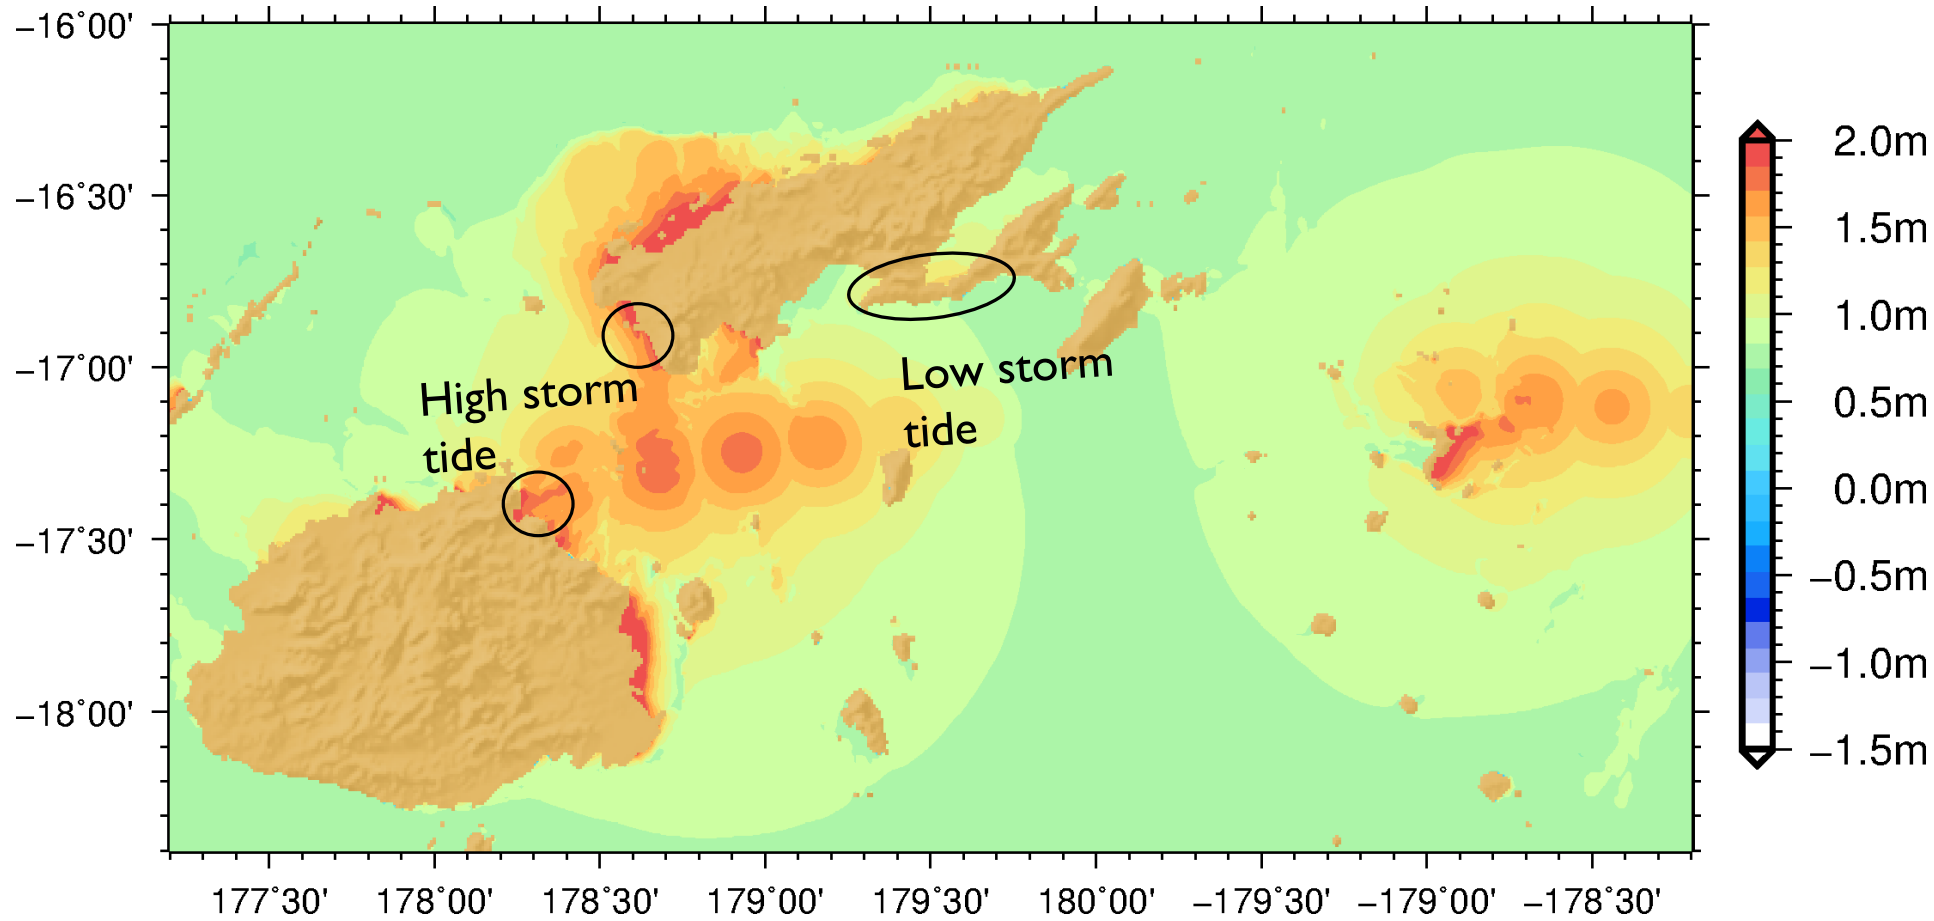 −16˚00'
−16˚30'
−17˚00'
−17˚30'
−18˚00'
High storm
tide
Low storm
tide
177˚30'
178˚00'
178˚30'
179˚00'
179˚30'
180˚00'
−179˚30'
−179˚00'
−178˚30'
2.0m
1.5m
1.0m
0.5m
0.0m
−0.5m
−1.0m
−1.5m